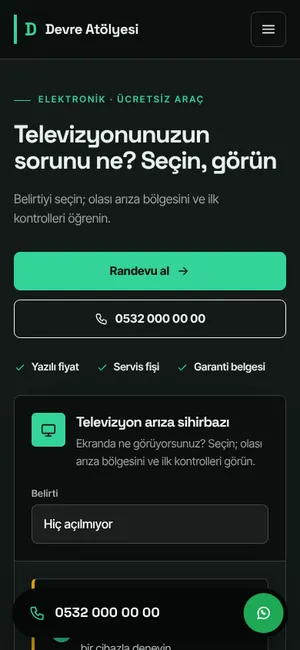 D Devre Atölyesi
ELEKTRONİK · ÜCRETSİZ ARAÇ
Televizyonunuzun
sorunu ne? Seçin, görün
Belirtiyi seçin; olası arıza bölgesini ve ilk
kontrolleri öğrenin.
Randevu al →
0532 000 00 00
Yazılı fiyat
Servis fişi
Garanti belgesi
Televizyon arıza sihirbazı
Ekranda ne görüyorsunuz? Seçin; olası
arıza bölgesini ve ilk kontrolleri görün.
Belirti
Hiç açılmıyor
0532 000 00 00
bir cihazla deneyin